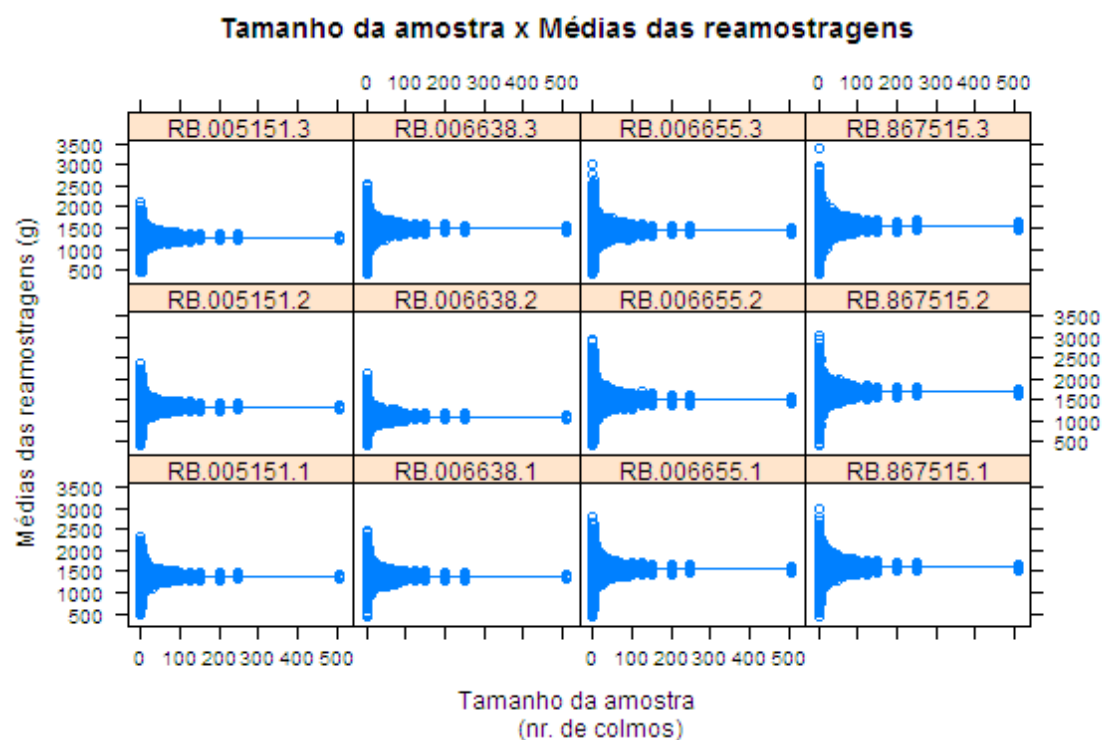 Tamanho da amostra x Médias das reamostragens
0 100 200 300 400 500 0 100 200 300 400 500
RB.005151.3 RB.006638.3 RB.006655.3 RB.867515.3
3500
3000
2500
2000
1500
1000
500
RB.005151.2 RB.006638.2 RB.006655.2 RB.867515.2
3500
3000
2500
2000
1500
1000
500
RB.005151.1 RB.006638.1 RB.006655.1 RB.867515.1
3500
3000
2500
2000
1500
1000
500
Médias das reamostragens (g)
0 100 200 300 400 500 0 100 200 300 400 500
Tamanho da amostra
(nr. de colmos)